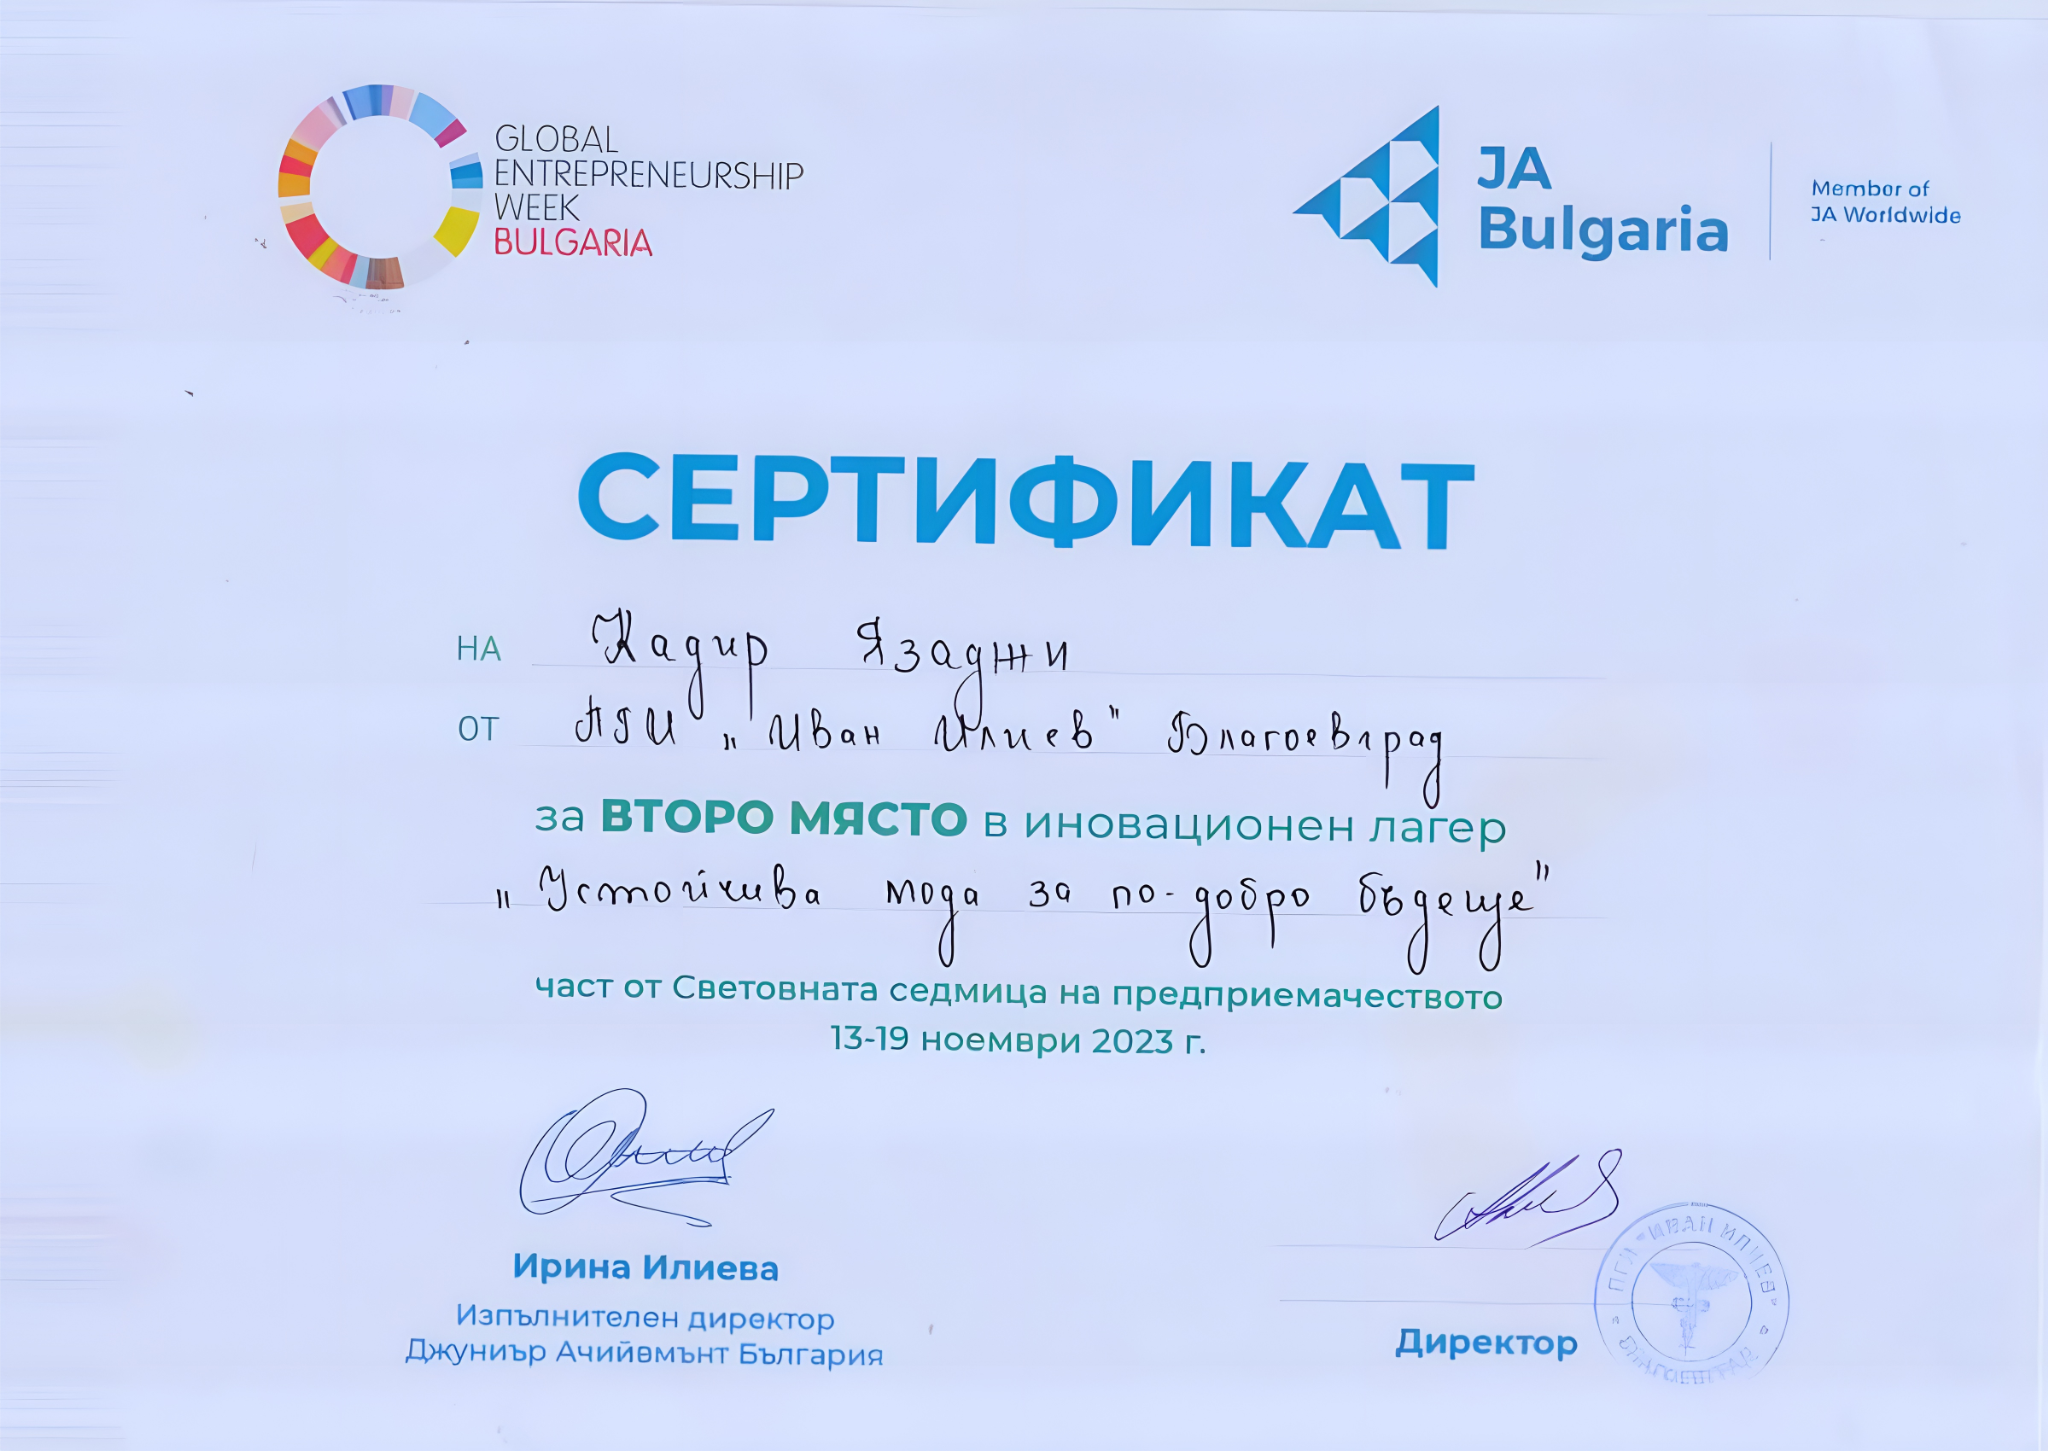 GLOBAL
ENTREPRENEURSHIP
WEEK
BULGARIA
JA
Bulgaria
Member of
JA Worldwide
СЕРТИФИКАТ
НА Кадир Язаджи
ОТ ПГИ „Иван Илиев" Благоевград
за ВТОРО МЯСТО в иновационен лагер
„Устойчива мода за по-добро бъдеще"
част от Световната седмица на предприемачеството
13-19 ноември 2023 г.
Ирина Илиева
Изпълнителен директор
Джуниър Ачийвмънт България
Директор
ИВАН ИЛИЕВ
БЛАГОЕВГРАД